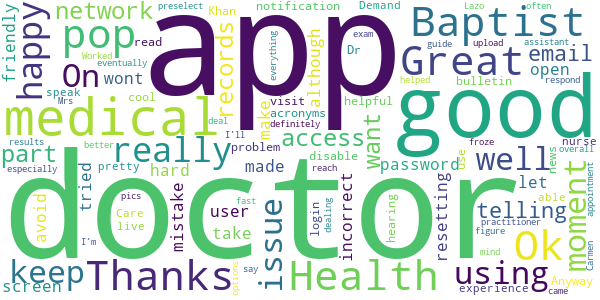 app
doctor
good
medical
Baptist
Great
Health
Thanks
really
happy
pop
On
network
records
Khan
notification
Demand
Lazo
often
preselect
Worked
eventually
friendly
read
wont
speak
Mrs
cool
acronyms
visit
although
Dr
everything
exam
guide
upload
assistant
email
open
respond
bulletin
helpful
make
definitely
deal
I'll
helped
froze
nurse
results
better
especially
part
tried
pretty
hard
made
problem
access
disable
reach
want
password
well
use
news
overall
let
moment
appointment
avoid
pics
Care
live
mistake
user
take
fast
login
dealing
incorrect
hearing
resetting
telling
able
practitioner
figure
mind
Carmen
I'm
keep
screen
options
say
issue
using
Ok
experience
Anyway
came